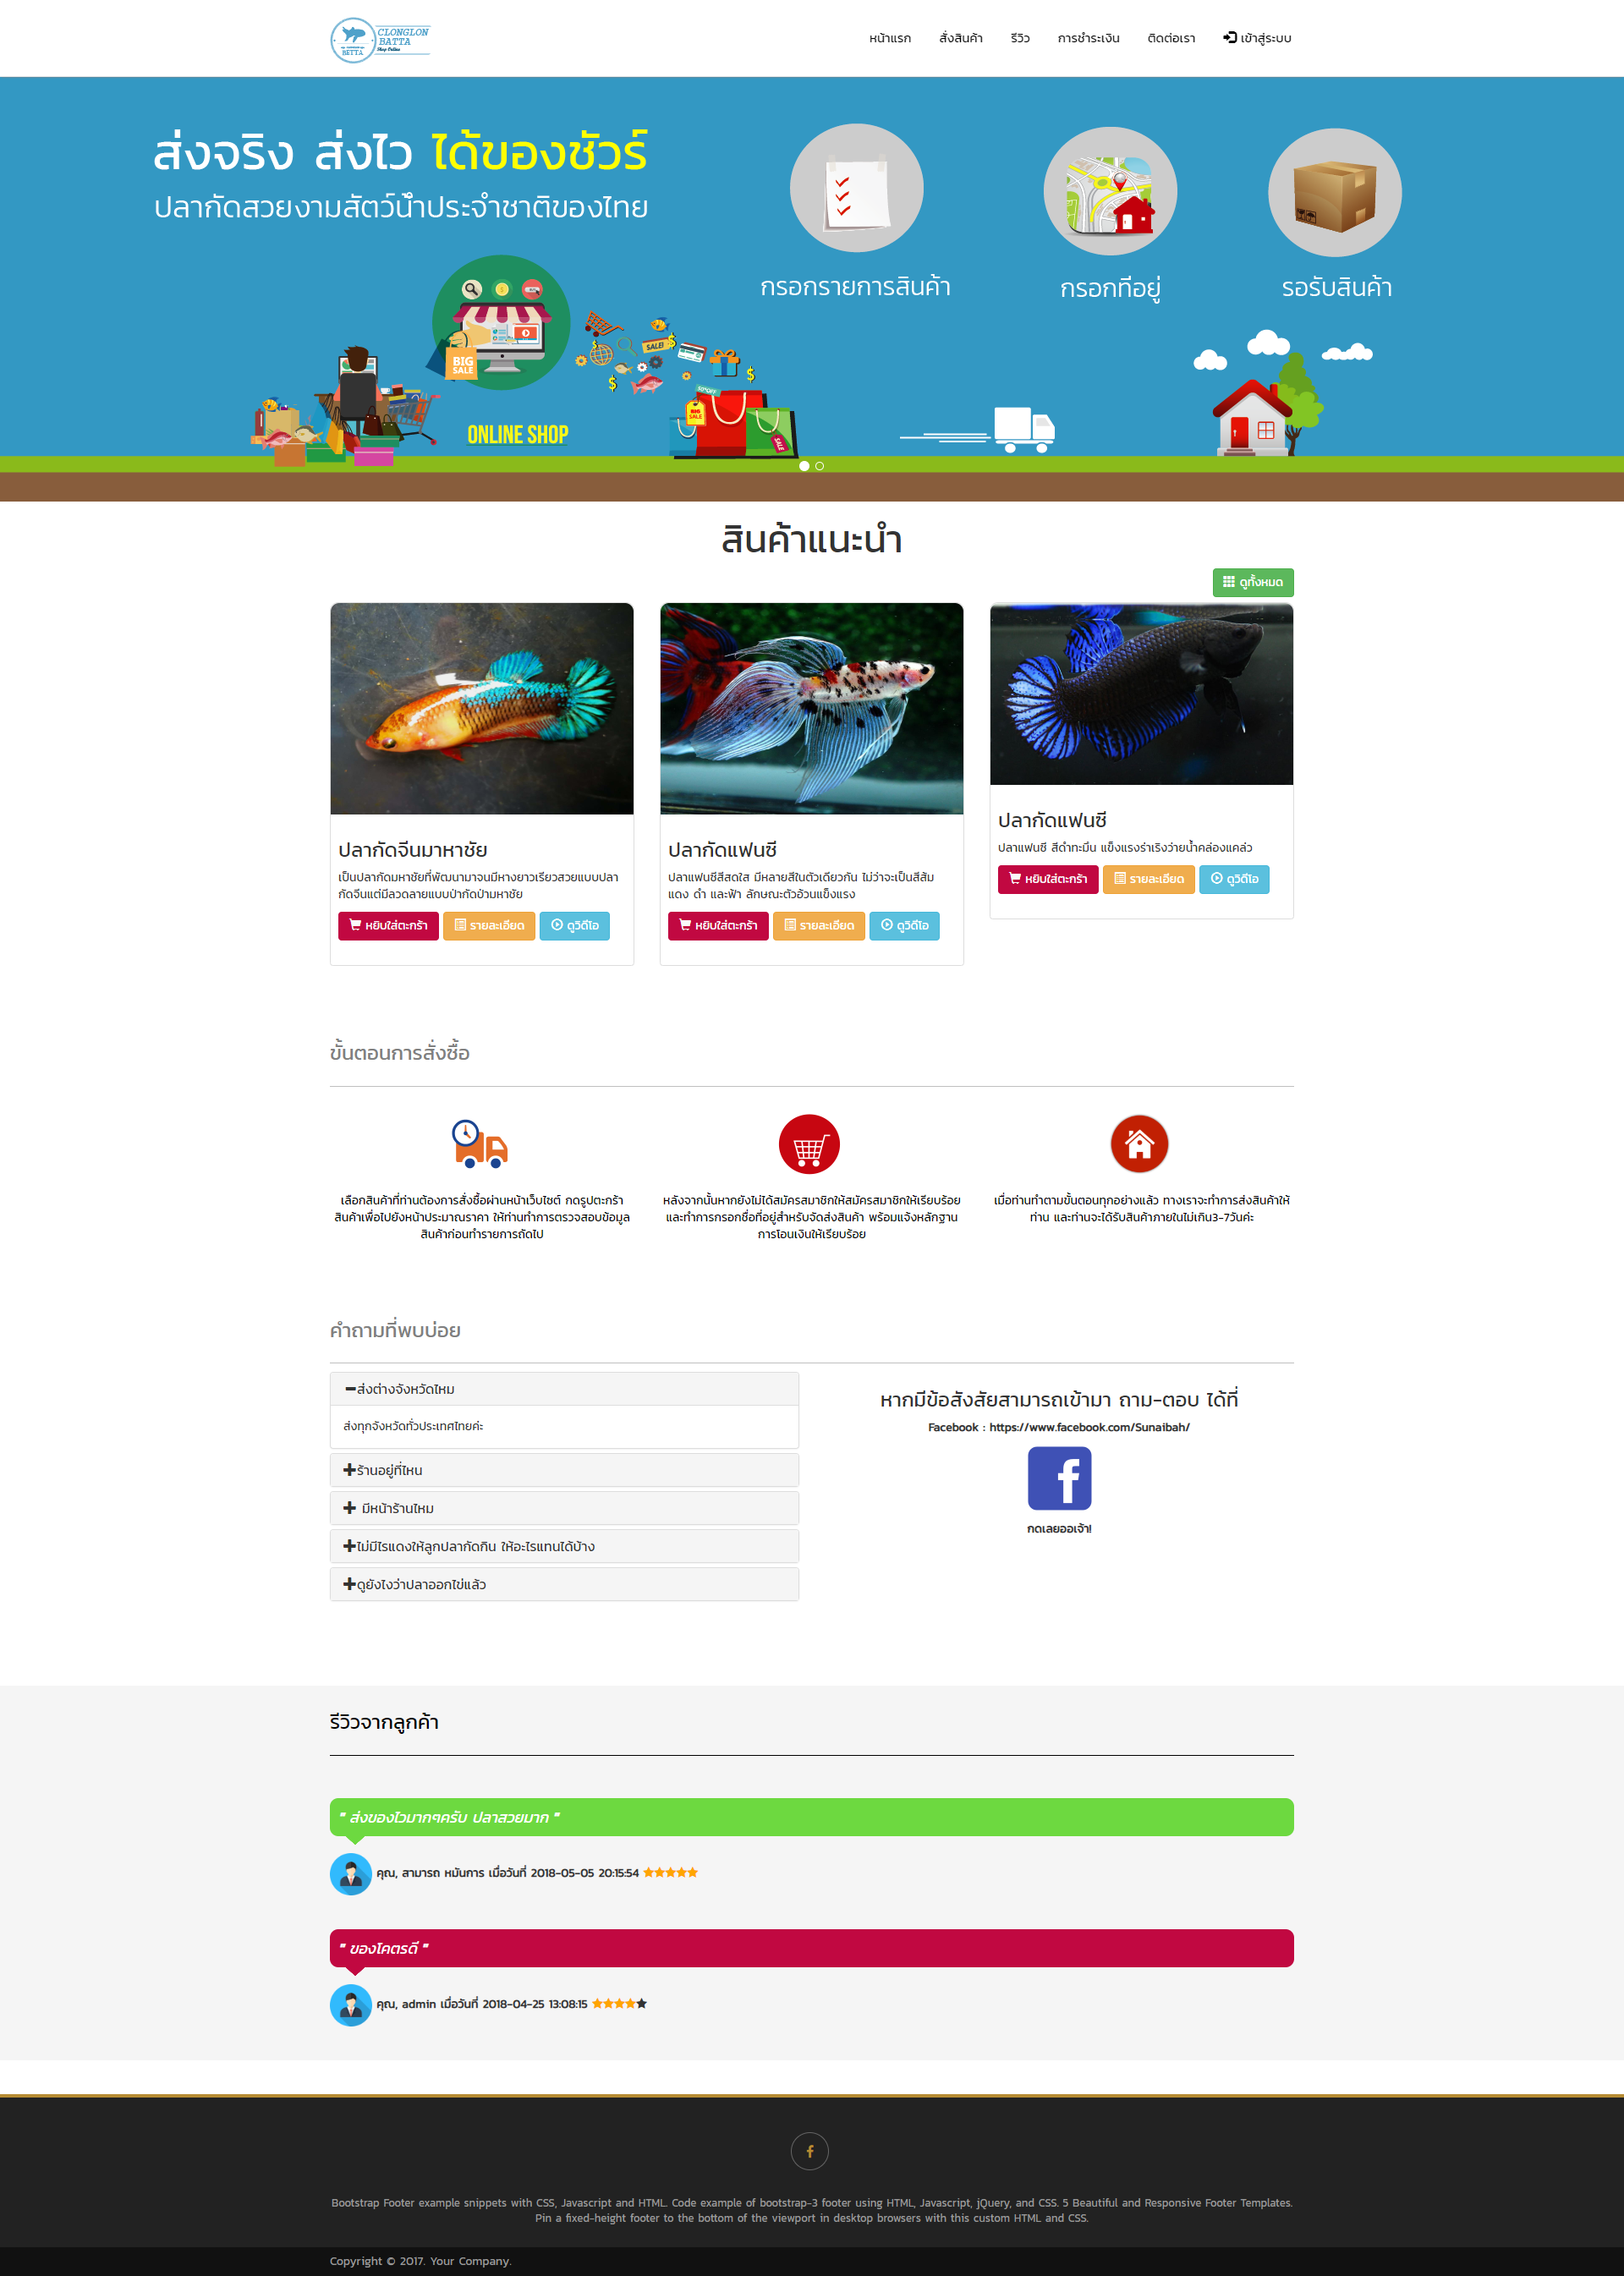 CLONGLON
BATTA
Shop Online
BETTA
หน้าแรก
สั่งสินค้า
รีวิว
การชำระเงิน
ติดต่อเรา
เข้าสู่ระบบ
ส่งจริง ส่งไว ได้ของชัวร์
ปลากัดสวยงามสัตว์น้ำประจำชาติของไทย
กรอกรายการสินค้า
กรอกที่อยู่
รอรับสินค้า
BIG
SALE
SALE!
50%OFF
BIG
SALE
SALE
ONLINE SHOP
สินค้าแนะนำ
ดูทั้งหมด
ปลากัดจีนมาหาชัย
เป็นปลากัดมหาชัยที่พัฒนามาจนมีหางยาวเรียวสวยแบบปลา
กัดจีนแต่มีลวดลายแบบป่ากัดป่ามหาชัย
หยิบใส่ตะกร้า
รายละเอียด
ดูวิดีโอ
ปลากัดแฟนซี
ปลาแฟนซีสีสดใส มีหลายสีในตัวเดียวกัน ไม่ว่าจะเป็นสีส้ม
แดง ดำ และฟ้า ลักษณะตัวอ้วนแข็งแรง
หยิบใส่ตะกร้า
รายละเอียด
ดูวิดีโอ
ปลากัดแฟนซี
ปลาแฟนซี สีดำทะมึน แข็งแรงร่าเริงว่ายน้ำคล่องแคล่ว
หยิบใส่ตะกร้า
รายละเอียด
ดูวิดีโอ
ขั้นตอนการสั่งซื้อ
เลือกสินค้าที่ท่านต้องการสั่งซื้อผ่านหน้าเว็บไซต์ กดรูปตะกร้า
สินค้าเพื่อไปยังหน้าประมาณราคา ให้ท่านทำการตรวจสอบข้อมูล
สินค้าก่อนทำรายการถัดไป
หลังจากนั้นหากยังไม่ได้สมัครสมาชิกให้สมัครสมาชิกให้เรียบร้อย
และทำการกรอกชื่อที่อยู่สำหรับจัดส่งสินค้า พร้อมแจ้งหลักฐาน
การโอนเงินให้เรียบร้อย
เมื่อท่านทำตามขั้นตอนทุกอย่างแล้ว ทางเราจะทำการส่งสินค้าให้
ท่าน และท่านจะได้รับสินค้าภายในไม่เกิน3-7วันค่ะ
คำถามที่พบบ่อย
ส่งต่างจังหวัดไหม
ส่งทุกจังหวัดทั่วประเทศไทยค่ะ
ร้านอยู่ที่ไหน
มีหน้าร้านไหม
ไม่มีไรแดงให้ลูกปลากัดกิน ให้อะไรแทนได้บ้าง
ดูยังไงว่าปลาออกไข่แล้ว
หากมีข้อสังสัยสามารถเข้ามา ถาม-ตอบ ได้ที่
Facebook : https://www.facebook.com/Sunaibah/
กดเลยออเจ้า!
รีวิวจากลูกค้า
" ส่งของไวมากๆครับ ปลาสวยมาก "
คุณ, สามารถ หมันการ เมื่อวันที่ 2018-05-05 20:15:54
" ของโคตรดี "
คุณ, admin เมื่อวันที่ 2018-04-25 13:08:15
Bootstrap Footer example snippets with CSS, Javascript and HTML. Code example of bootstrap-3 footer using HTML, Javascript, jQuery, and CSS. 5 Beautiful and Responsive Footer Templates.
Pin a fixed-height footer to the bottom of the viewport in desktop browsers with this custom HTML and CSS.
Copyright © 2017. Your Company.